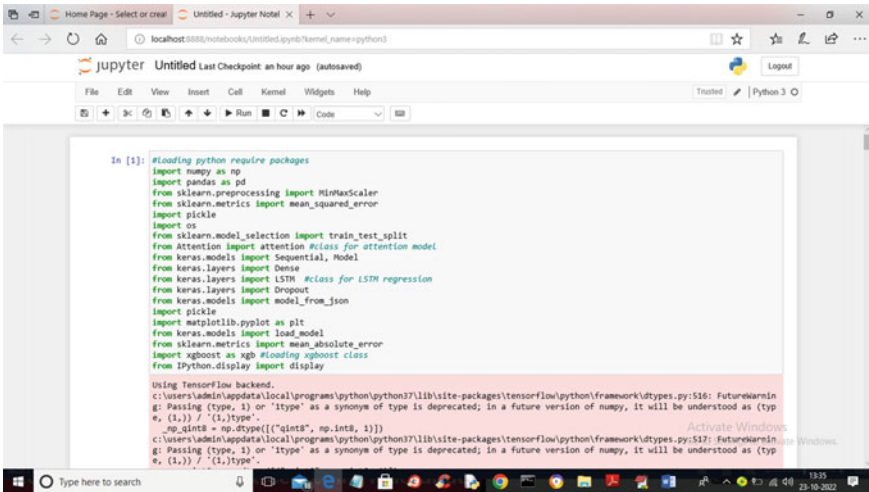 Home Page - Select or creat
Untitled - Jupyter Notel
localhost:8888/notebooks/Untitled.ipynb?kernel_name=python3
jupyter Untitled Last Checkpoint: an hour ago (autosaved)
Logout
File Edit View Insert Cell Kernel Widgets Help
Trusted Python 3
Run Code
In [1]: #Loading python require packages
import numpy as np
import pandas as pd
from sklearn.preprocessing import MinMaxScaler
from sklearn.metrics import mean_squared_error
import pickle
import os
from sklearn.model_selection import train_test_split
from Attention import attention #class for attention model
from keras.models import Sequential, Model
from keras.layers import Dense
from keras.layers import LSTM #class for LSTM regression
from keras.layers import Dropout
from keras.models import model_from_json
import pickle
import matplotlib.pyplot as plt
from keras.models import load_model
from sklearn.metrics import mean_absolute_error
import xgboost as xgb #loading xgboost class
from IPython.display import display
Using TensorFlow backend.
c:\users\admin\appdata\local\programs\python\python37\lib\site-packages\tensorflow\python\framework\dtypes.py:516: FutureWarnin
g: Passing (type, 1) or '1type' as a synonym of type is deprecated; in a future version of numpy, it will be understood as (typ
e, (1,)) / '(1,)type'.
_np_qint8 = np.dtype([("qint8", np.int8, 1)])
c:\users\admin\appdata\local\programs\python\python37\lib\site-packages\tensorflow\python\framework\dtypes.py:517: FutureWarnin
g: Passing (type, 1) or '1type' as a synonym of type is deprecated; in a future version of numpy, it will be understood as (typ
e, (1,)) / '(1,)type'.
Activate Windows
Type here to search
13:35
23-10-2022